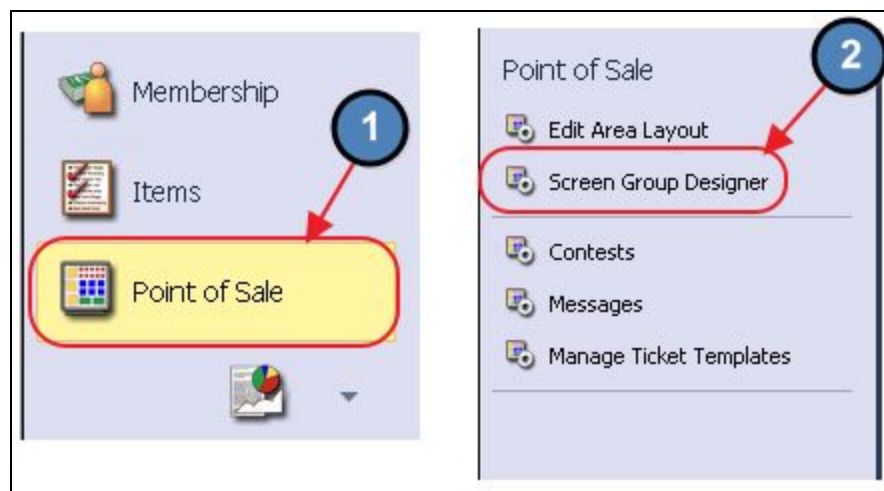 Membership
1
Items
Point of Sale
Point of Sale
2
Edit Area Layout
Screen Group Designer
Contests
Messages
Manage Ticket Templates